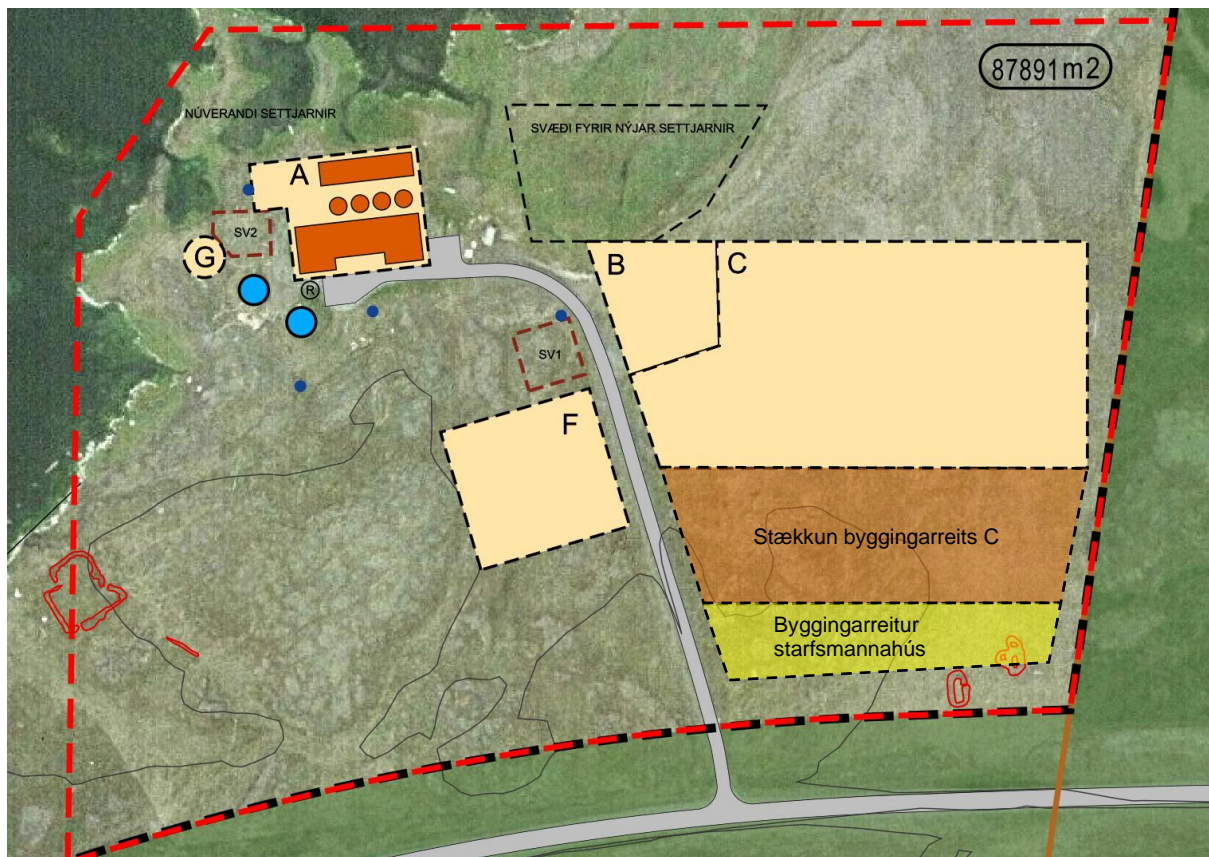 87891m2
NÚVERANDI SETTJARNIR
SVÆÐI FYRIR NÝJAR SETTJARNIR
A
SV2
G
B
C
R
SV1
F
Stækkun byggingarreits C
Byggingarreitur
starfsmannahús